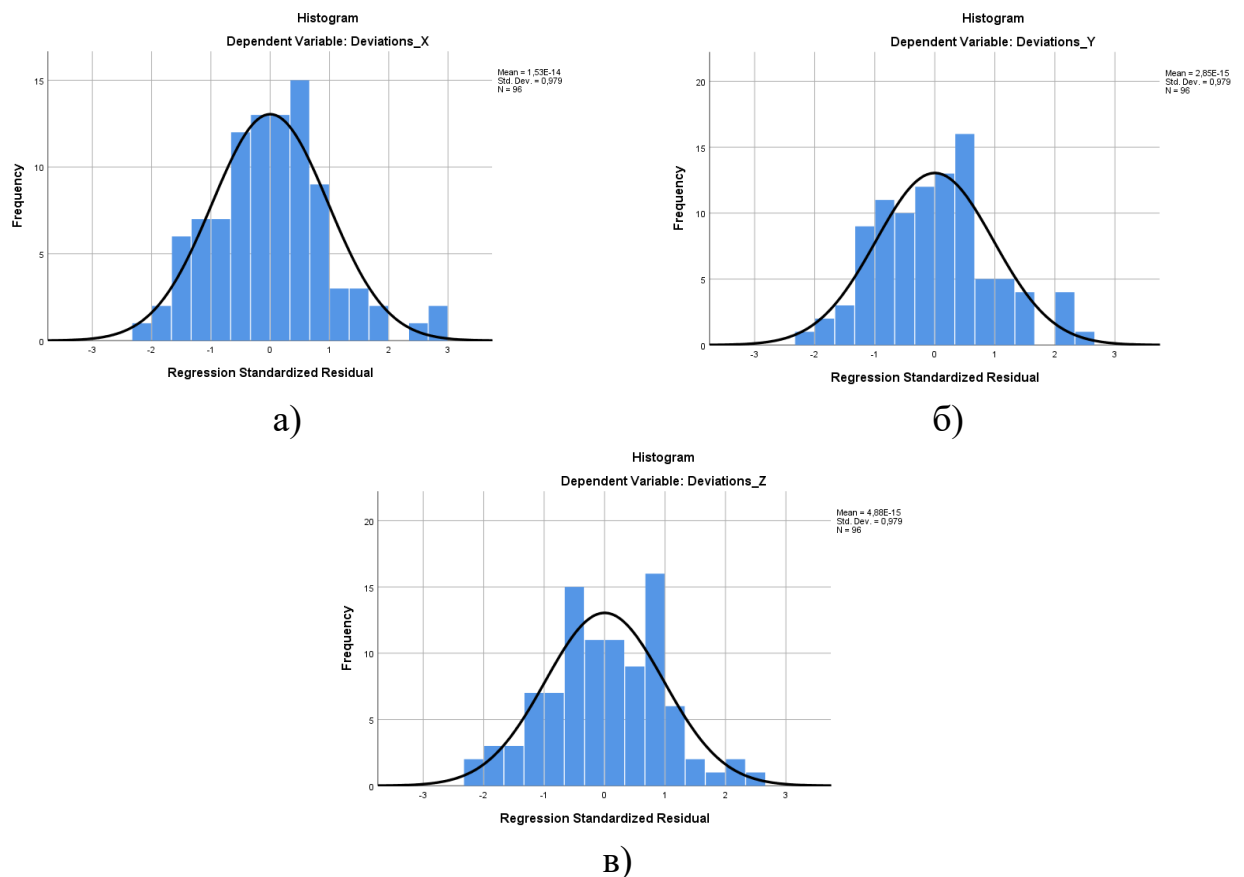 Histogram
Dependent Variable: Deviations_X
Mean = 1,53E-14
Std. Dev. = 0,979
N = 96
Frequency
15
10
5
0
-3 -2 -1 0 1 2 3
Regression Standardized Residual
а)
Histogram
Dependent Variable: Deviations_Y
Mean = 2,85E-15
Std. Dev. = 0,979
N = 96
Frequency
20
15
10
5
0
-3 -2 -1 0 1 2 3
Regression Standardized Residual
б)
Histogram
Dependent Variable: Deviations_Z
Mean = 4,88E-15
Std. Dev. = 0,979
N = 96
Frequency
20
15
10
5
0
-3 -2 -1 0 1 2 3
Regression Standardized Residual
в)